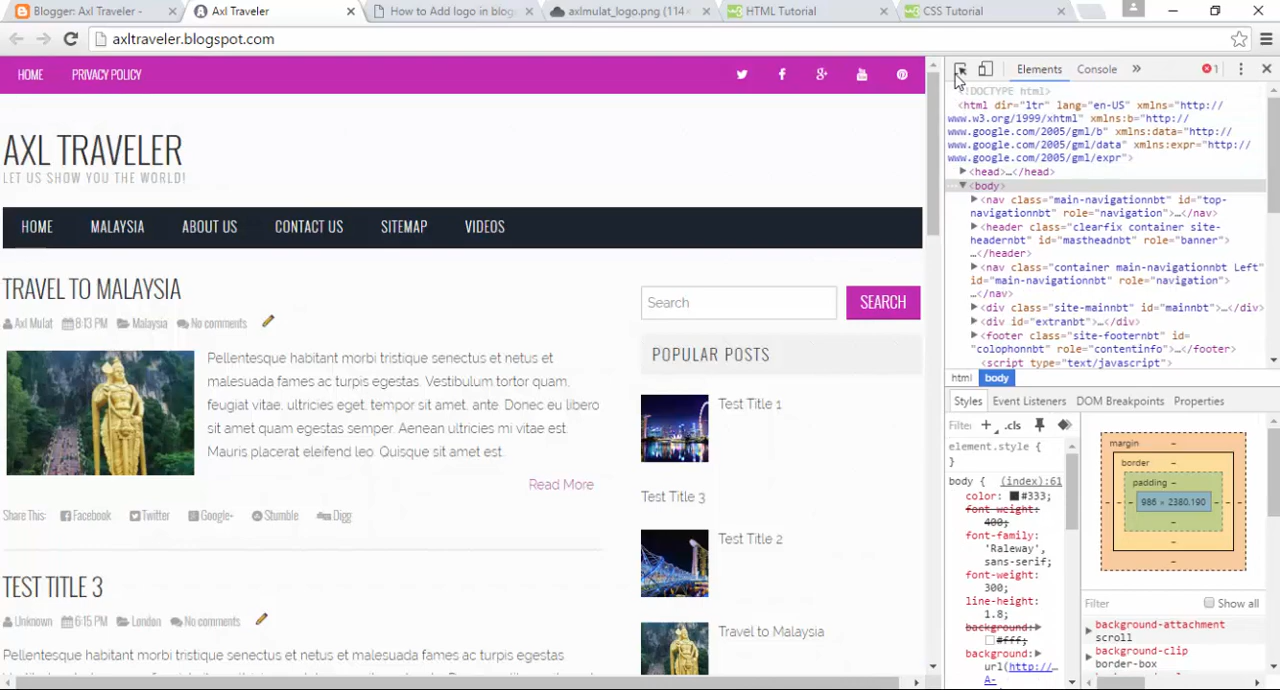 Blogger: Axl Traveler -
Axl Traveler
How to Add logo in blog
axlmulat_logo.png (114×
HTML Tutorial
CSS Tutorial
axltraveler.blogspot.com
HOME PRIVACY POLICY
AXL TRAVELER
LET US SHOW YOU THE WORLD!
HOME MALAYSIA ABOUT US CONTACT US SITEMAP VIDEOS
TRAVEL TO MALAYSIA
Axl Mulat 8:13 PM Malaysia No comments
Pellentesque habitant morbi tristique senectus et netus et
malesuada fames ac turpis egestas. Vestibulum tortor quam,
feugiat vitae, ultricies eget, tempor sit amet, ante. Donec eu libero
sit amet quam egestas semper. Aenean ultricies mi vitae est.
Mauris placerat eleifend leo. Quisque sit amet est.
Read More
Share This: Facebook Twitter Google+ Stumble Digg
TEST TITLE 3
Unknown 6:15 PM London No comments
Pellentesque habitant morbi tristique senectus et netus et malesuada fames ac turpis egestas.
Search SEARCH
POPULAR POSTS
Test Title 1
Test Title 3
Test Title 2
Travel to Malaysia
Elements Console » 1
<!DOCTYPE html>
<html dir="ltr" lang="en-US" xmlns="http://
www.w3.org/1999/xhtml" xmlns:b="http://
www.google.com/2005/gml/b" xmlns:data="http://
www.google.com/2005/gml/data" xmlns:expr="http://
www.google.com/2005/gml/expr">
<head>…</head>
<body>
<nav class="main-navigationnbt" id="top-
navigationnbt" role="navigation">…</nav>
<header class="clearfix container site-
headernbt" id="mastheadnbt" role="banner">
…</header>
<nav class="container main-navigationnbt Left"
id="main-navigationnbt" role="navigation">
…</nav>
<div class="site-mainnbt" id="mainnbt">…</div>
<div id="extranbt">…</div>
<footer class="site-footernbt" id=
"colophonnbt" role="contentinfo">…</footer>
<script type="text/javascript">
html body
Styles Event Listeners DOM Breakpoints Properties
Filte + .cls
element.style {
}
body { (index):61
color: #333;
font-weight:
400;
font-family:
'Raleway',
sans-serif;
font-weight:
300;
line-height:
1.8;
background:
#fff;
background:
url(http://
A-
margin -
border -
padding -
986 × 2380.190
Filter Show all
background-attachment
scroll
background-clip
border-box